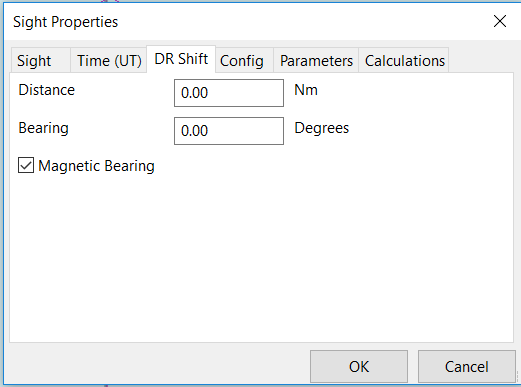 Sight Properties
Sight Time (UT) DR Shift Config Parameters Calculations
Distance 0.00 Nm
Bearing 0.00 Degrees
Magnetic Bearing
OK Cancel